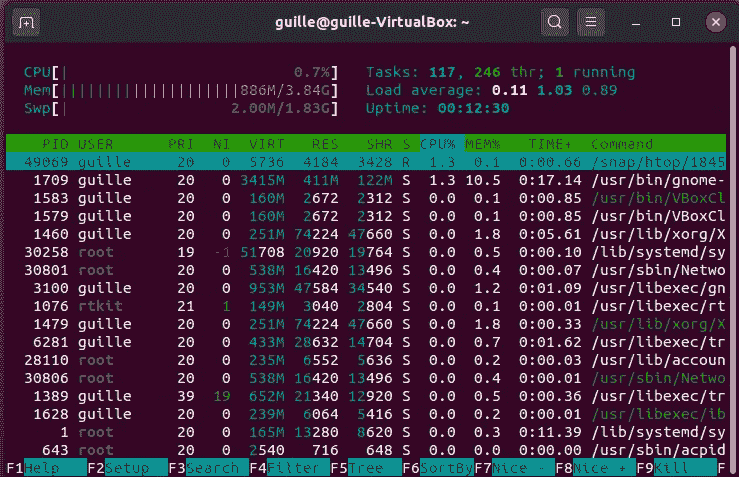 guille@guille-VirtualBox: ~
CPU[| 0.7%] Tasks: 117, 246 thr; 1 running
Mem[||||||||||||||||||||886M/3.84G] Load average: 0.11 1.03 0.89
Swp[| 2.00M/1.83G] Uptime: 00:12:30
PID USER PRI NI VIRT RES SHR S CPU% MEM% TIME+ Command
49069 guille 20 0 5736 4184 3428 R 1.3 0.1 0:00.66 /snap/htop/1845
1709 guille 20 0 3415M 411M 122M S 1.3 10.5 0:17.14 /usr/bin/gnome-
1583 guille 20 0 160M 2672 2312 S 0.0 0.1 0:00.85 /usr/bin/VBoxCl
1579 guille 20 0 160M 2672 2312 S 0.0 0.1 0:00.85 /usr/bin/VBoxCl
1460 guille 20 0 251M 74224 47660 S 0.0 1.8 0:05.61 /usr/lib/xorg/X
30258 root 19 -1 51708 20920 19764 S 0.0 0.5 0:00.10 /lib/systemd/sy
30801 root 20 0 538M 16420 13496 S 0.0 0.4 0:00.07 /usr/sbin/Netwo
3100 guille 20 0 953M 47584 34540 S 0.0 1.2 0:01.09 /usr/libexec/gn
1076 rtkit 21 1 149M 3040 2804 S 0.0 0.1 0:00.01 /usr/libexec/rt
1479 guille 20 0 251M 74224 47660 S 0.0 1.8 0:00.33 /usr/lib/xorg/X
6281 guille 20 0 433M 28632 14704 S 0.0 0.7 0:01.62 /usr/libexec/tr
28110 root 20 0 235M 6552 5636 S 0.0 0.2 0:00.03 /usr/lib/accoun
30806 root 20 0 538M 16420 13496 S 0.0 0.4 0:00.01 /usr/sbin/Netwo
1389 guille 39 19 652M 21340 12920 S 0.0 0.5 0:00.36 /usr/libexec/tr
1628 guille 20 0 239M 6064 5416 S 0.0 0.2 0:00.01 /usr/libexec/ib
1 root 20 0 165M 13280 8620 S 0.0 0.3 0:11.39 /lib/systemd/sy
643 root 20 0 2540 716 648 S 0.0 0.0 0:00.00 /usr/sbin/acpid
F1Help F2Setup F3Search F4Filter F5Tree F6SortByF7Nice -F8Nice +F9Kill F